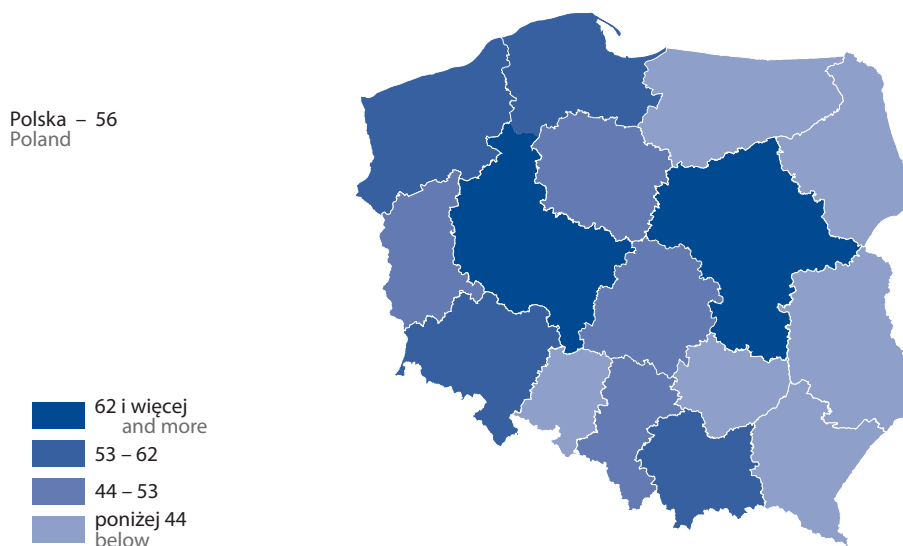 Polska – 56
Poland
62 i więcej
and more
53 – 62
44 – 53
poniżej 44
below